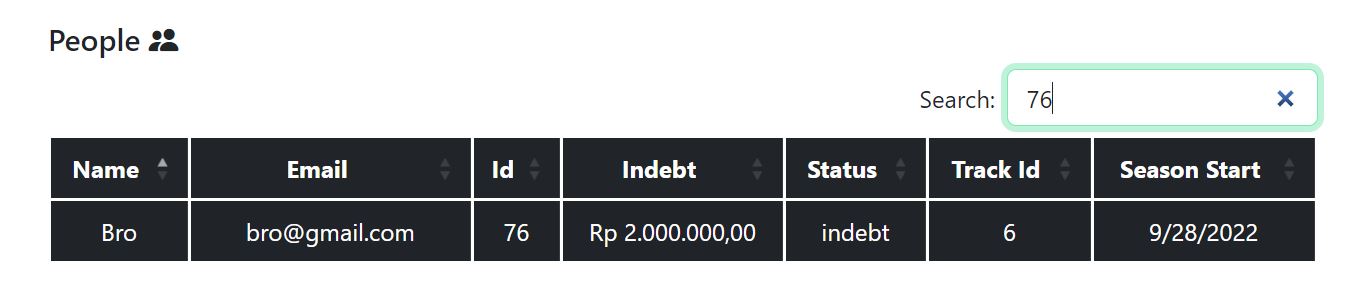 People
Search: 76
Name Email Id Indebt Status Track Id Season Start
Bro bro@gmail.com 76 Rp 2.000.000,00 indebt 6 9/28/2022